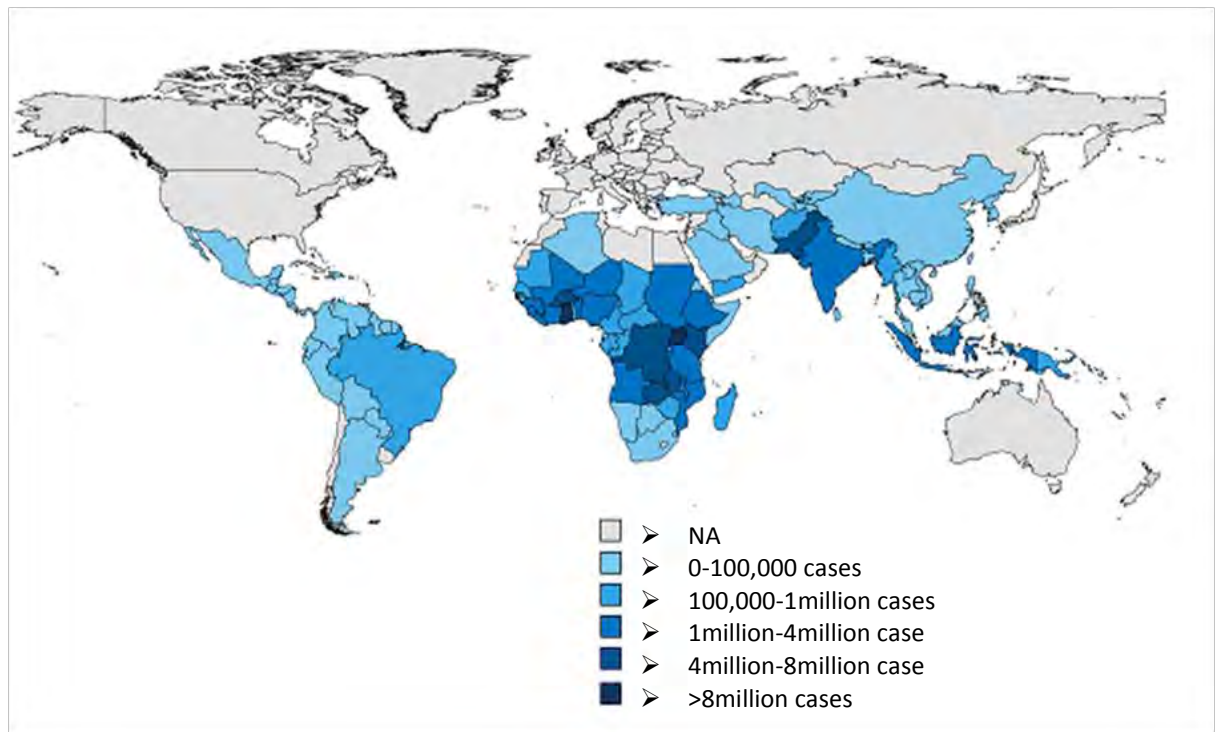 ➢ NA
➢ 0-100,000 cases
➢ 100,000-1million cases
➢ 1million-4million case
➢ 4million-8million case
➢ >8million cases